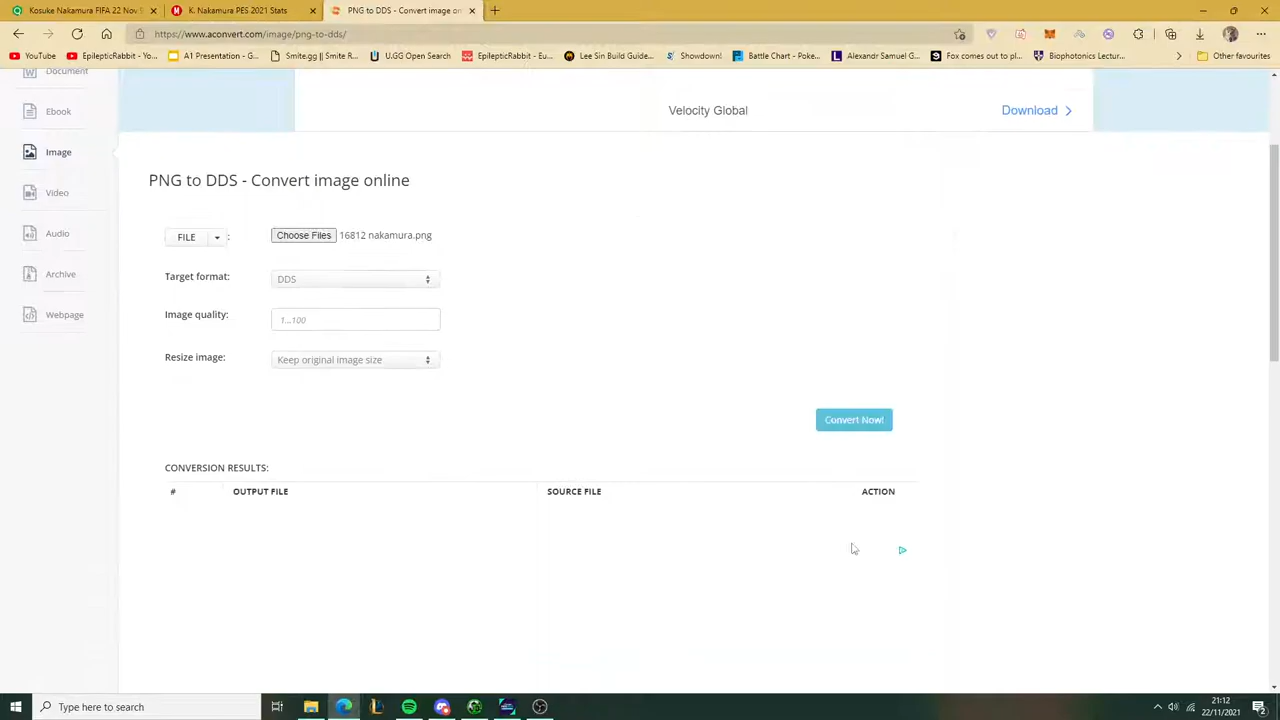 Kosuke Nakamura FIFA 22 Nov 5
K. Nakamura PES 2021 Stats
PNG to DDS - Convert image on
https://www.aconvert.com/image/png-to-dds/
YouTube
EpilepticRabbit - Eu...
A1 Presentation - G...
Smite.gg || Smite R...
U.GG Open Search
EpilepticRabbit - Eu...
Lee Sin Build Guide...
Showdown!
Battle Chart - Poke...
Alexandr Samuel G...
Fox comes out to pl...
Biophotonics Lectur...
Other favourites
Document
Velocity Global
Download
Ebook
Image
PNG to DDS - Convert image online
Video
FILE
:
Choose Files
16812 nakamura.png
Audio
Archive
Target format:
DDS
Webpage
Image quality:
1...100
Resize image:
Keep original image size
Convert Now!
CONVERSION RESULTS:
#
OUTPUT FILE
SOURCE FILE
ACTION
Type here to search
21:12
22/11/2021
2